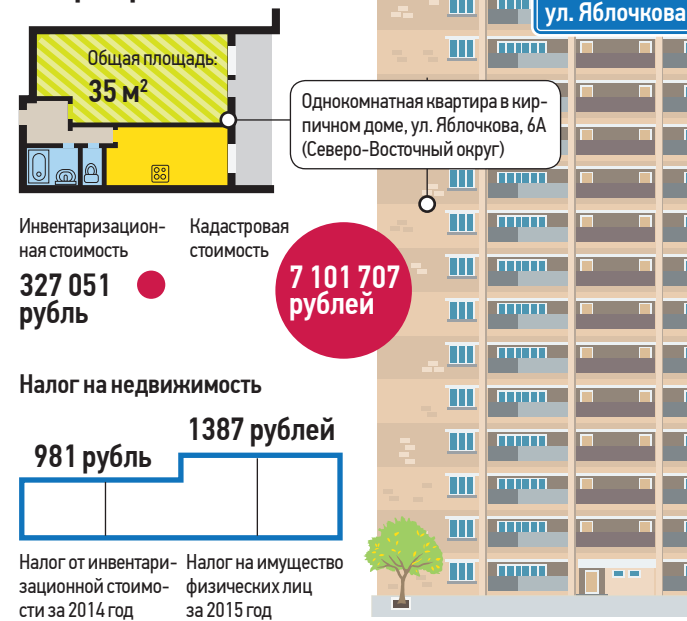 ул. Яблочкова
Общая площадь:
35 м²
Однокомнатная квартира в кир-
пичном доме, ул. Яблочкова, 6А
(Северо-Восточный округ)
Инвентаризацион-
ная стоимость
327 051
рубль
Кадастровая
стоимость
7 101 707
рублей
Налог на недвижимость
981 рубль
1387 рублей
Налог от инвентари-
зационной стоимо-
сти за 2014 год
Налог на имущество
физических лиц
за 2015 год